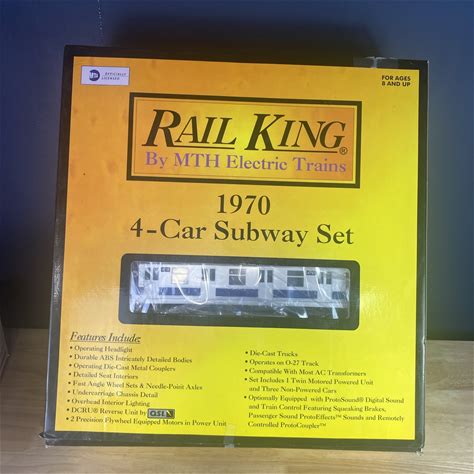 MTA OFFICIALLY
LICENSED
FOR AGES
8 AND UP
RAIL KING®
By MTH Electric Trains
1970
4-Car Subway Set
Features Include:
• Operating Headlight
• Durable ABS Intricately Detailed Bodies
• Operating Die-Cast Metal Couplers
• Detailed Seat Interiors
• Fast Angle Wheel Sets & Needle-Point Axles
• Undercarriage Chassis Detail
• Overhead Interior Lighting
• DCRU® Reverse Unit by QSI
• 2 Precision Flywheel Equipped Motors in Power Unit
• Die-Cast Trucks
• Operates on O-27 Track
• Compatible With Most AC Transformers
• Set Includes 1 Twin Motored Powered Unit
and Three Non-Powered Cars
• Optionally Equipped with ProtoSound® Digital Sound
and Train Control Featuring Squeaking Brakes,
Passenger Sound ProtoEffects™ Sounds and Remotely
Controlled ProtoCoupler™